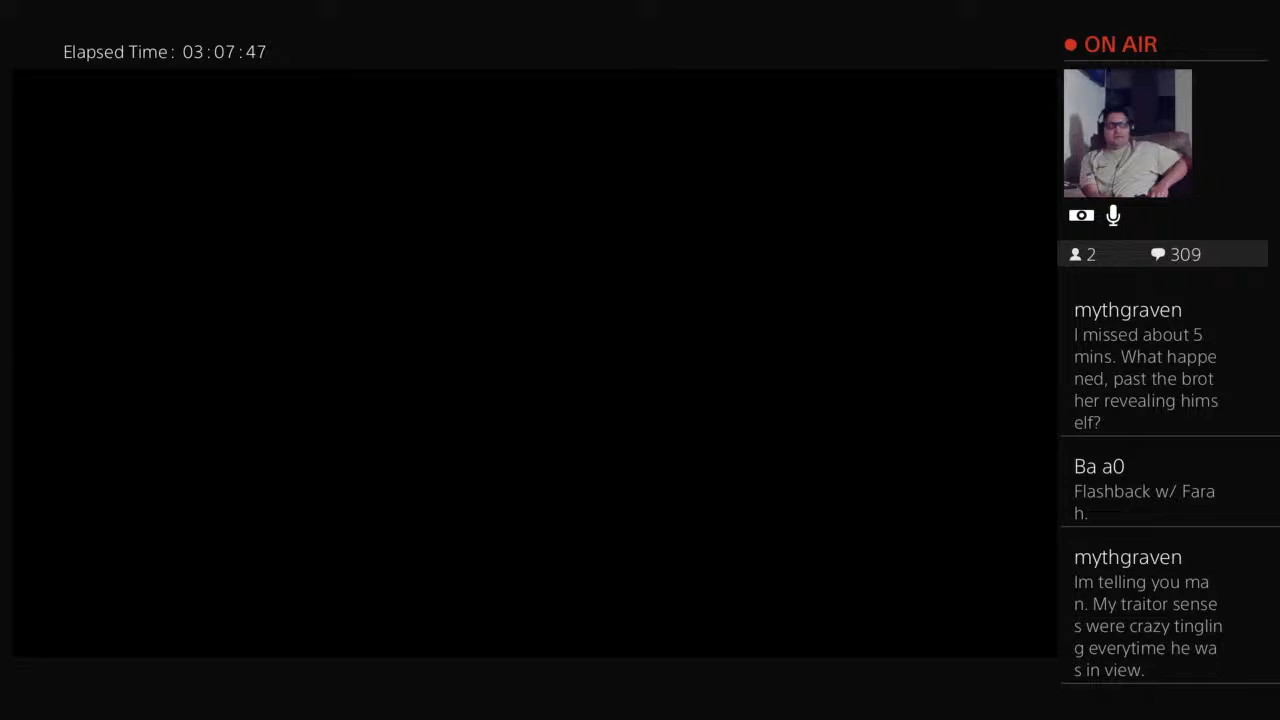 Elapsed Time: 03:07:47
ON AIR
2 309
mythgraven
I missed about 5
mins. What happe
ned, past the brot
her revealing hims
elf?
Ba a0
Flashback w/ Fara
h.
mythgraven
Im telling you ma
n. My traitor sense
s were crazy tinglin
g everytime he wa
s in view.